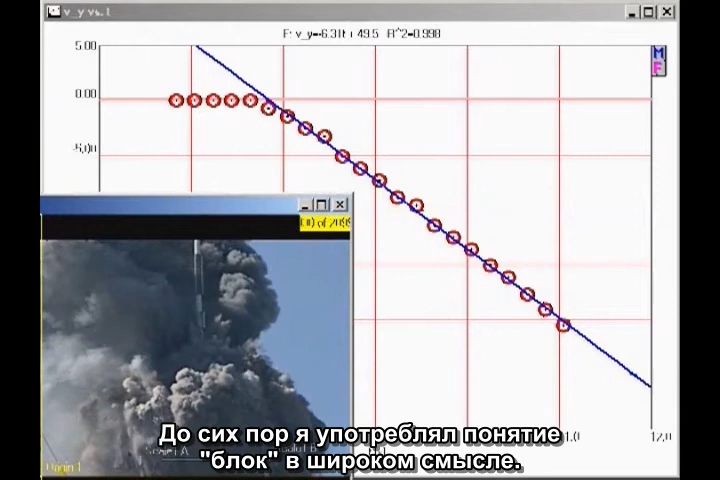 v_y vs. t
F: v_y=-6.31t + 49.5 R^2=0.998
M
F
5.00
0.00
-5.00
12.0
До сих пор я употреблял понятие
"блок" в широком смысле.